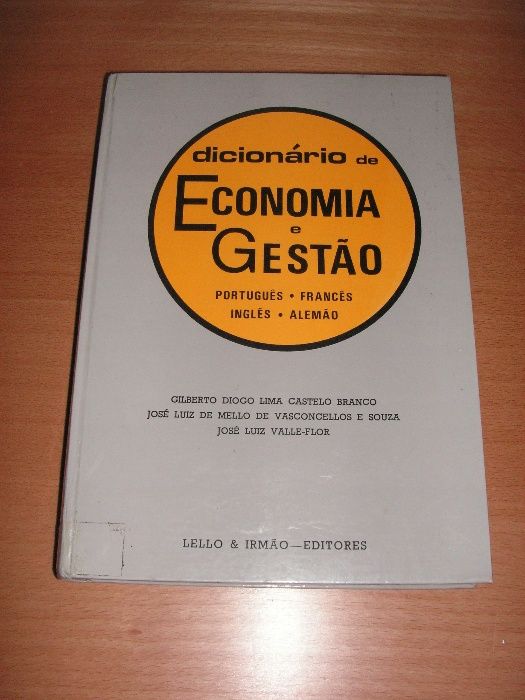 dicionário de
ECONOMIA
e
GESTÃO
PORTUGUÊS • FRANCÊS
INGLÊS • ALEMÃO
GILBERTO DIOGO LIMA CASTELO BRANCO
JOSÉ LUIZ DE MELLO DE VASCONCELLOS E SOUZA
JOSÉ LUIZ VALLE-FLOR
LELLO & IRMÃO—EDITORES